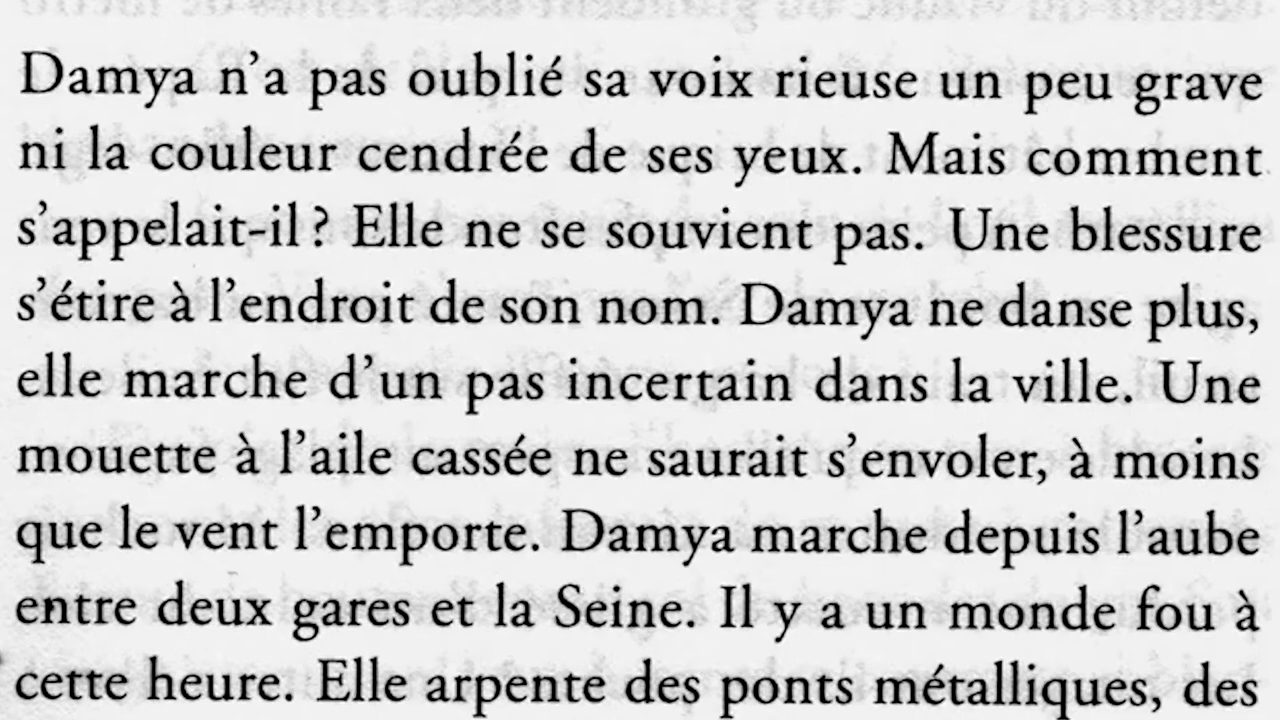 Damya n'a pas oublié sa voix rieuse un peu grave
ni la couleur cendrée de ses yeux. Mais comment
s'appelait-il ? Elle ne se souvient pas. Une blessure
s'étire à l'endroit de son nom. Damya ne danse plus,
elle marche d'un pas incertain dans la ville. Une
mouette à l'aile cassée ne saurait s'envoler, à moins
que le vent l'emporte. Damya marche depuis l'aube
entre deux gares et la Seine. Il y a un monde fou à
cette heure. Elle arpente des ponts métalliques, des